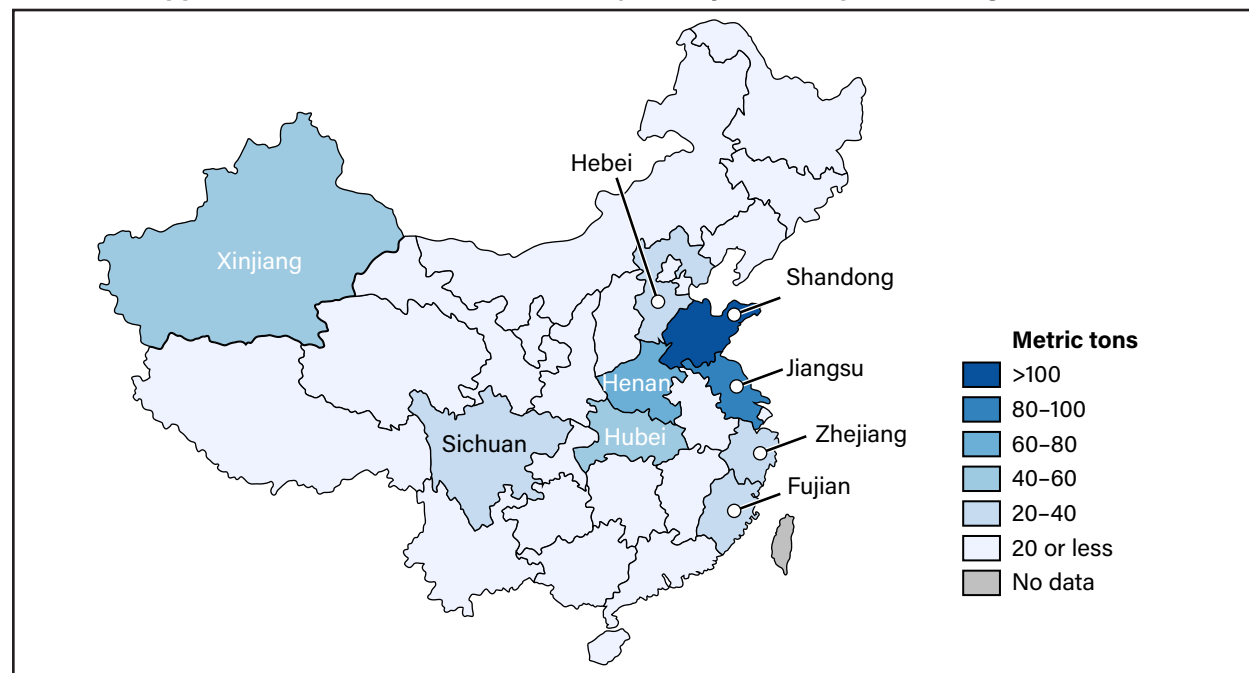 Hebei
Xinjiang
Shandong
Henan
Jiangsu
Sichuan
Hubei
Zhejiang
Fujian
Metric tons
>100
80–100
60–80
40–60
20–40
20 or less
No data